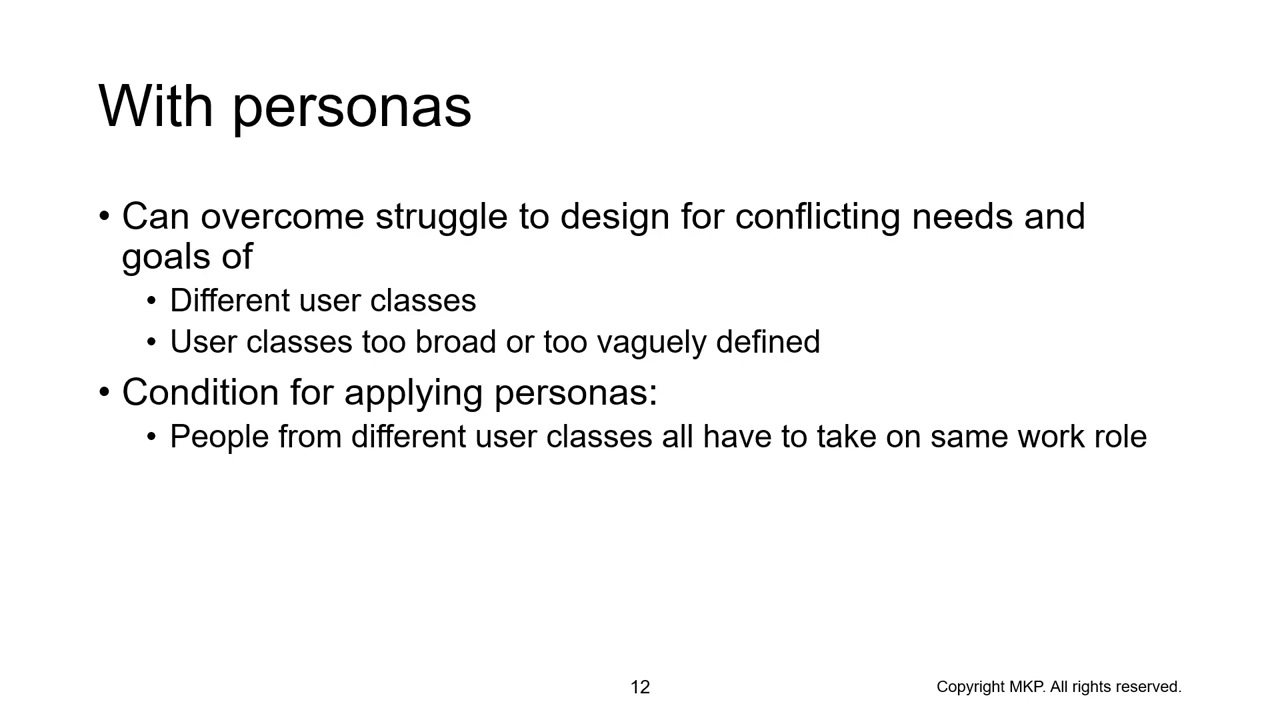 With personas
• Can overcome struggle to design for conflicting needs and
goals of
• Different user classes
• User classes too broad or too vaguely defined
• Condition for applying personas:
• People from different user classes all have to take on same work role
12
Copyright MKP. All rights reserved.